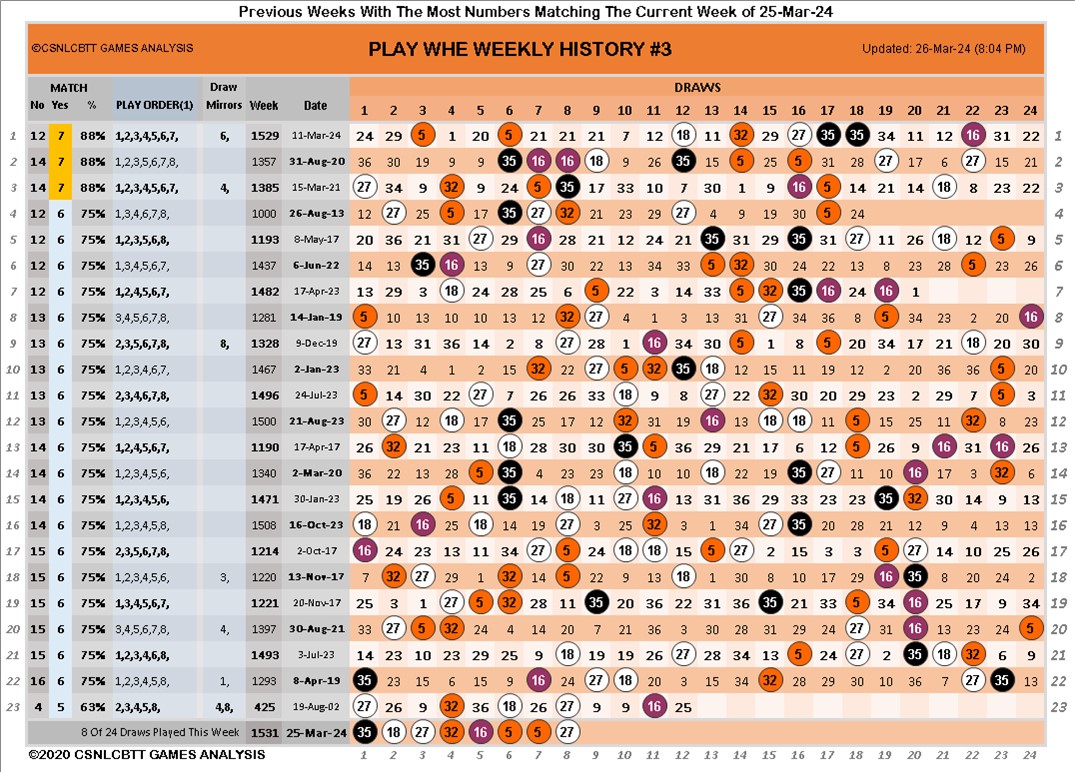 Previous Weeks With The Most Numbers Matching The Current Week of 25-Mar-24
©CSNLCBTT GAMES ANALYSIS PLAY WHE WEEKLY HISTORY #3 Updated: 26-Mar-24 (8:04 PM)
MATCH Draw DRAWS
No Yes % PLAY ORDER(1) Mirrors Week Date 1 2 3 4 5 6 7 8 9 10 11 12 13 14 15 16 17 18 19 20 21 22 23 24
1 12 7 88% 1,2,3,4,5,6,7, 6, 1529 11-Mar-24 24 29 5 1 20 5 21 21 21 7 12 18 11 14 29 27 35 35 34 11 12 16 31 22 1
2 14 7 88% 1,2,3,5,6,7,8, 1357 31-Aug-20 36 30 19 9 9 35 16 16 18 9 26 12 15 5 25 5 31 28 27 17 6 27 15 21 2
3 14 7 88% 1,2,3,4,5,6,7, 4, 1385 15-Mar-21 27 34 9 32 9 24 5 35 17 33 10 7 30 1 9 16 5 14 21 14 18 8 23 22 3
4 12 6 75% 1,3,4,6,7,8, 1000 26-Aug-13 12 27 25 5 17 35 27 32 21 23 29 27 4 9 19 30 5 24 4
5 12 6 75% 1,2,3,5,6,8, 1193 8-May-17 20 36 21 31 27 29 16 28 21 12 24 21 35 31 29 35 31 27 11 26 18 12 5 9 5
6 12 6 75% 1,3,4,5,6,7, 1437 6-Jun-22 14 13 35 16 13 9 27 30 22 13 34 33 5 32 30 24 22 13 8 23 28 5 23 26 6
7 12 6 75% 1,2,4,5,6,7, 1482 17-Apr-23 13 29 3 18 24 28 25 6 5 22 3 14 33 5 32 35 16 24 16 1 7
8 13 6 75% 3,4,5,6,7,8, 1281 14-Jan-19 5 10 13 10 10 13 12 32 27 4 1 3 13 31 27 34 36 8 5 34 23 2 20 16 8
9 13 6 75% 2,3,5,6,7,8, 8, 1328 9-Dec-19 27 13 31 36 14 2 8 27 28 1 16 9 30 5 1 8 5 20 34 17 21 18 20 30 9
10 13 6 75% 1,2,3,4,6,7, 1467 2-Jan-23 33 21 4 1 2 15 32 22 27 5 32 35 18 12 15 11 18 19 12 2 20 36 36 5 20 10
11 13 6 75% 2,3,4,6,7,8, 1496 24-Jul-23 5 14 30 22 27 7 26 26 33 18 9 8 27 22 32 30 20 29 23 2 29 7 5 3 11
12 13 6 75% 1,2,3,4,5,6, 1500 21-Aug-23 30 27 12 18 17 35 10 12 10 32 31 19 16 13 18 18 11 5 15 25 11 32 8 23 12
13 14 6 75% 1,2,4,5,6,7, 1190 17-Apr-17 26 32 21 23 11 18 28 30 30 35 5 36 29 21 17 13 6 5 26 9 16 31 16 26 13
14 14 6 75% 1,2,3,4,5,6, 1340 2-Mar-20 36 22 13 28 5 35 4 23 23 18 10 10 18 22 19 35 27 10 11 16 17 23 32 6 14
15 14 6 75% 1,2,3,4,5,6, 1471 30-Jan-23 25 19 26 5 11 35 14 18 11 27 16 13 31 36 29 33 23 33 35 32 30 14 9 13 15
16 14 6 75% 1,2,3,4,5,8, 1508 16-Oct-23 18 21 16 25 18 14 19 27 3 25 32 3 1 34 27 35 20 28 21 12 9 4 13 13 16
17 15 6 75% 2,3,5,6,7,8, 1214 2-Oct-17 16 24 23 13 11 34 27 5 24 18 18 15 5 27 2 15 3 3 5 27 14 10 25 26 17
18 15 6 75% 1,2,3,4,5,6, 3, 1220 13-Nov-17 7 32 27 29 1 32 14 5 22 9 13 18 1 30 8 10 17 29 16 35 8 20 24 2 18
19 15 6 75% 1,3,4,5,6,7, 1221 20-Nov-17 25 3 1 27 5 32 28 11 35 20 36 22 31 19 35 21 33 5 34 16 25 17 9 34 19
20 15 6 75% 3,4,5,6,7,8, 4, 1397 30-Aug-21 33 27 5 32 24 4 14 20 7 21 36 3 30 28 31 29 24 27 31 16 13 23 24 5 20
21 15 6 75% 1,2,3,4,6,8, 1493 3-Jul-23 14 23 10 23 29 25 9 18 19 19 26 27 28 34 13 5 24 27 2 35 18 32 6 9 21
22 16 6 75% 1,2,3,4,5,8, 1, 1293 8-Apr-19 35 23 15 6 15 9 16 24 27 18 20 3 14 15 32 28 29 30 10 36 7 27 35 13 22
23 4 5 63% 2,3,4,5,8, 4,8, 425 19-Aug-02 27 26 9 32 36 18 26 27 9 9 16 25 23
8 Of 24 Draws Played This Week 1531 25-Mar-24 35 18 27 32 16 5 5 27
©2020 CSNLCBTT GAMES ANALYSIS 1 2 3 4 5 6 7 8 9 10 11 12 13 14 15 16 17 18 19 20 21 22 23 24